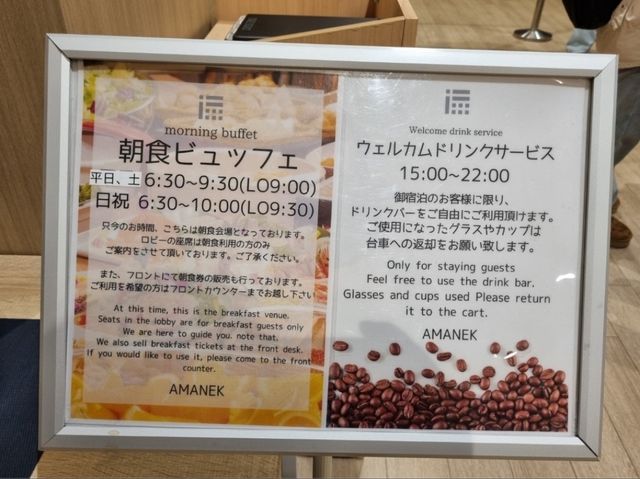 morning buffet
朝食ビュッフェ
平日、土 6:30~9:30(LO9:00)
日祝 6:30~10:00(LO9:30)
只今のお時間、こちらは朝食会場となっております。
ロビーの座席は朝食利用の方のみ
ご案内をさせて頂いております。ご了承ください。
また、フロントにて朝食券の販売も行っております。
ご利用を希望の方はフロントカウンターまでお越し下さい
At this time, this is the breakfast venue.
Seats in the lobby are for breakfast guests only
We are here to guide you. note that.
We also sell breakfast tickets at the front desk.
If you would like to use it, please come to the front
counter.
AMANEK
Welcome drink service
ウェルカムドリンクサービス
15:00~22:00
御宿泊のお客様に限り、
ドリンクバーをご自由にご利用頂けます。
ご使用になったグラスやカップは
台車への返却をお願い致します。
Only for staying guests
Feel free to use the drink bar.
Glasses and cups used Please return
it to the cart.
AMANEK